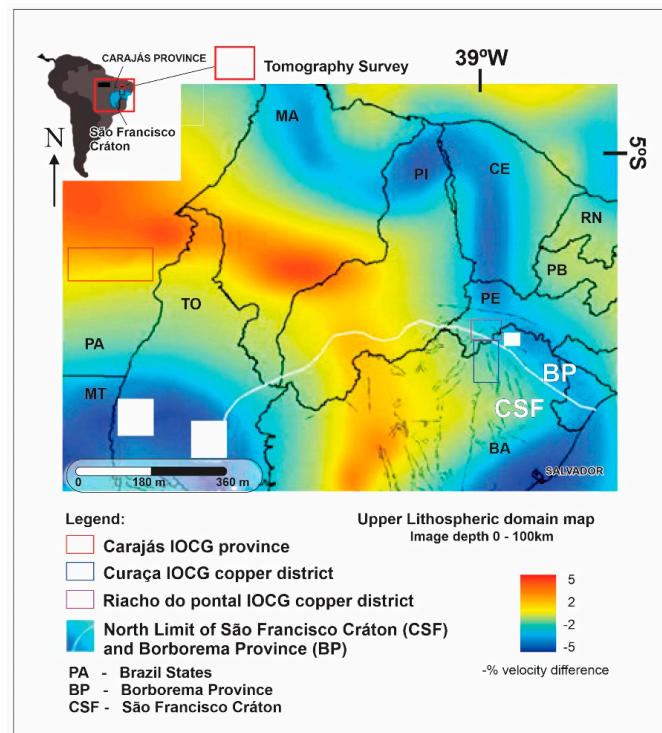 CARAJÁS PROVINCE
Tomography Survey
39ºW
São Francisco
Cráton
N
5ºS
MA
PI
CE
RN
PB
TO
PE
PA
MT
BP
CSF
BA
SALVADOR
0 180 m 360 m
Legend:
Carajás IOCG province
Curaça IOCG copper district
Riacho do pontal IOCG copper district
North Limit of São Francisco Cráton (CSF)
and Borborema Province (BP)
PA - Brazil States
BP - Borborema Province
CSF - São Francisco Cráton
Upper Lithospheric domain map
Image depth 0 - 100km
5
2
-2
-5
-% velocity difference